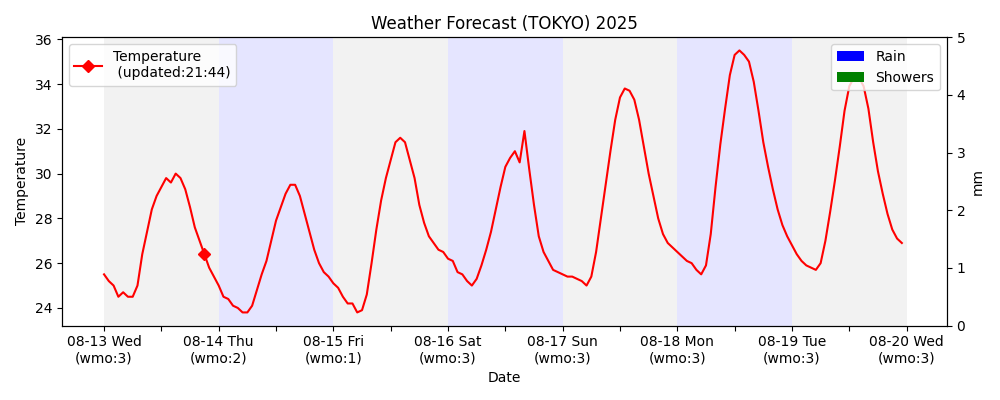 Weather Forecast (TOKYO) 2025
Temperature
(updated:21:44)
Rain
Showers
Temperature
36
34
32
30
28
26
24
5
4
3
2
1
0
mm
08-13 Wed
(wmo:3)
08-14 Thu
(wmo:2)
08-15 Fri
(wmo:1)
08-16 Sat
(wmo:3)
08-17 Sun
(wmo:3)
08-18 Mon
(wmo:3)
08-19 Tue
(wmo:3)
08-20 Wed
(wmo:3)
Date